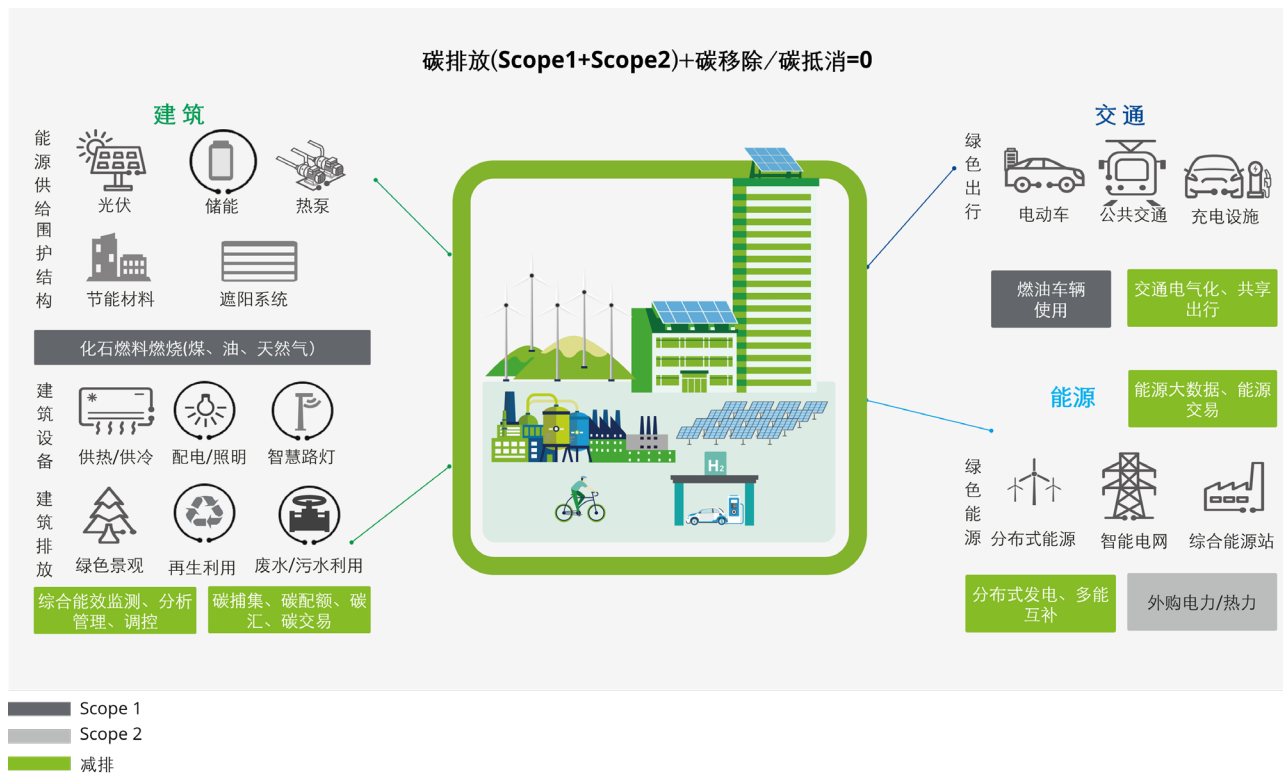 碳排放(Scope1+Scope2)+碳移除/碳抵消=0
建 筑
能源供给
光伏
储能
热泵
围护结构
节能材料
遮阳系统
化石燃料燃烧(煤、油、天然气)
建筑设备
供热/供冷
配电/照明
智慧路灯
建筑排放
绿色景观
再生利用
废水/污水利用
综合能效监测、分析
管理、调控
碳捕集、碳配额、碳
汇、碳交易
H₂
交 通
绿色出行
电动车
公共交通
充电设施
燃油车辆
使用
交通电气化、共享
出行
能源
能源大数据、能源
交易
绿色能源
分布式能源
智能电网
综合能源站
分布式发电、多能
互补
外购电力/热力
Scope 1
Scope 2
减排